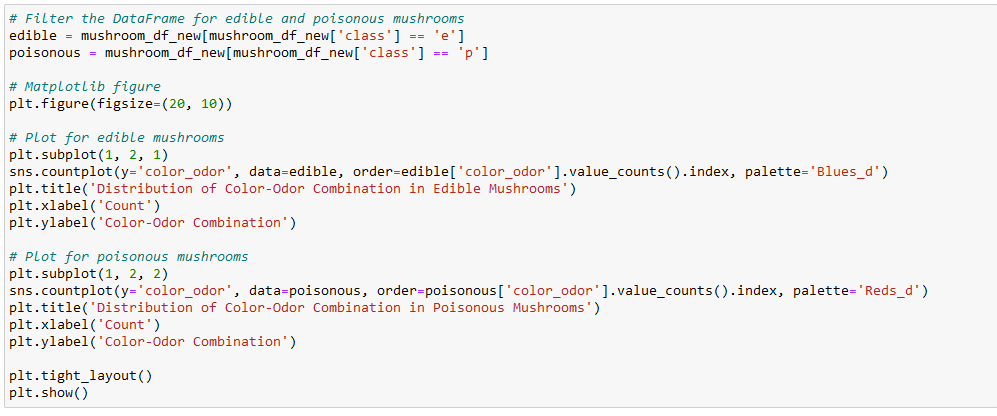 # Filter the DataFrame for edible and poisonous mushrooms
edible = mushroom_df_new[mushroom_df_new['class'] == 'e']
poisonous = mushroom_df_new[mushroom_df_new['class'] == 'p']

# Matplotlib figure
plt.figure(figsize=(20, 10))

# Plot for edible mushrooms
plt.subplot(1, 2, 1)
sns.countplot(y='color_odor', data=edible, order=edible['color_odor'].value_counts().index, palette='Blues_d')
plt.title('Distribution of Color-Odor Combination in Edible Mushrooms')
plt.xlabel('Count')
plt.ylabel('Color-Odor Combination')

# Plot for poisonous mushrooms
plt.subplot(1, 2, 2)
sns.countplot(y='color_odor', data=poisonous, order=poisonous['color_odor'].value_counts().index, palette='Reds_d')
plt.title('Distribution of Color-Odor Combination in Poisonous Mushrooms')
plt.xlabel('Count')
plt.ylabel('Color-Odor Combination')

plt.tight_layout()
plt.show()